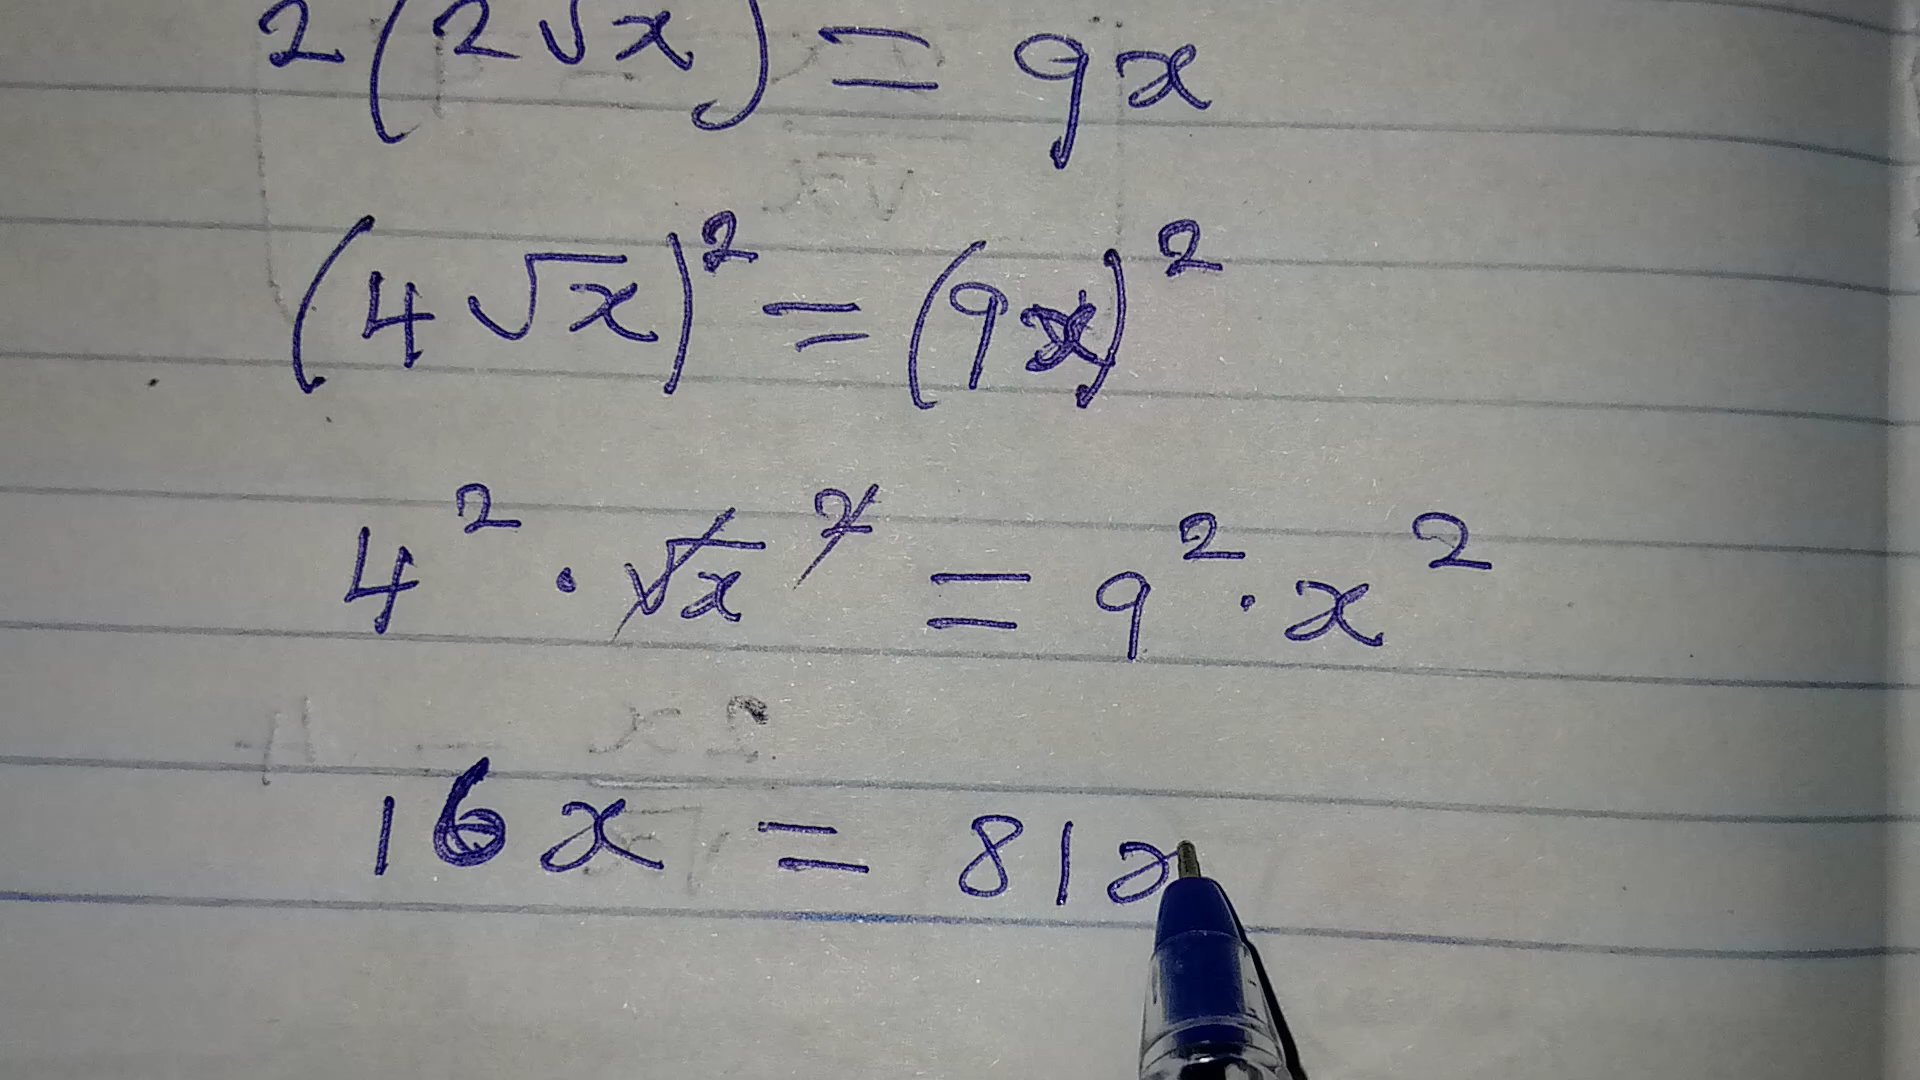 2(2√x) = 9x
(4√x)² = (9x)²
4² · √x² = 9² · x²
16x = 81x